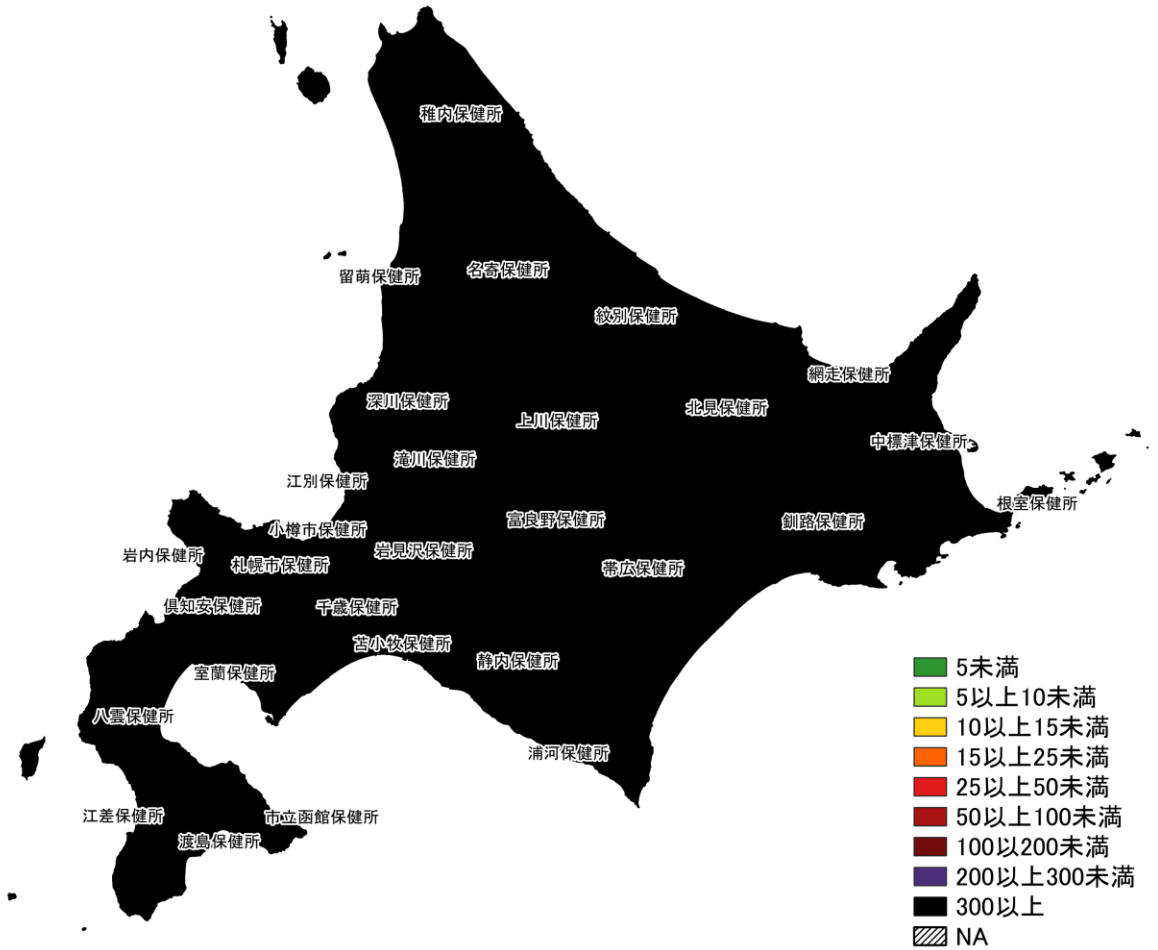 稚内保健所
留萌保健所
名寄保健所
紋別保健所
網走保健所
深川保健所
上川保健所
北見保健所
中標津保健所
滝川保健所
江別保健所
根室保健所
小樽市保健所
富良野保健所
釧路保健所
岩内保健所
札幌市保健所
岩見沢保健所
帯広保健所
倶知安保健所
千歳保健所
苫小牧保健所
静内保健所
室蘭保健所
八雲保健所
浦河保健所
江差保健所
市立函館保健所
渡島保健所
5未満
5以上10未満
10以上15未満
15以上25未満
25以上50未満
50以上100未満
100以200未満
200以上300未満
300以上
NA